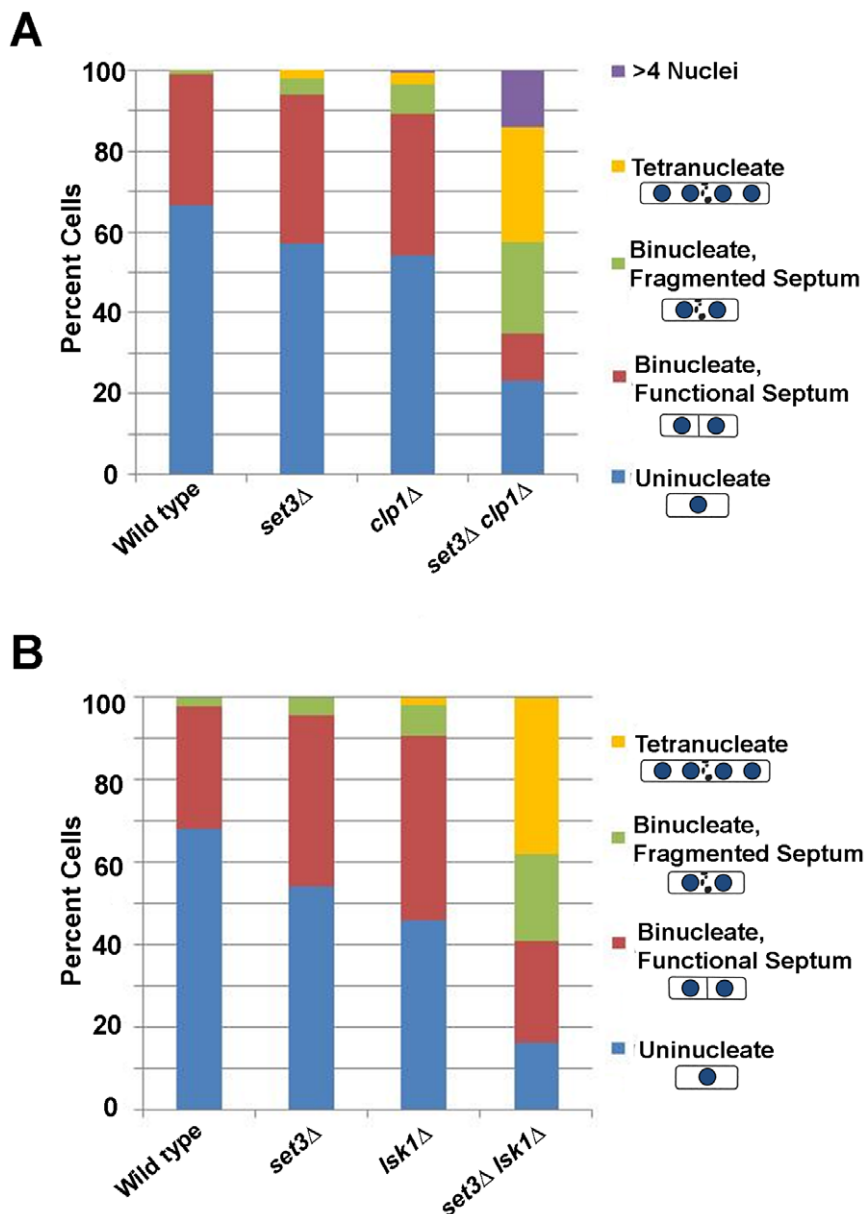 A
100
80
60
40
20
0
Percent Cells
Wild type
set3Δ
clp1Δ
set3Δ clp1Δ
>4 Nuclei
Tetranucleate
Binucleate,
Fragmented Septum
Binucleate,
Functional Septum
Uninucleate
B
100
80
60
40
20
0
Percent Cells
Wild type
set3Δ
lsk1Δ
set3Δ lsk1Δ
Tetranucleate
Binucleate,
Fragmented Septum
Binucleate,
Functional Septum
Uninucleate